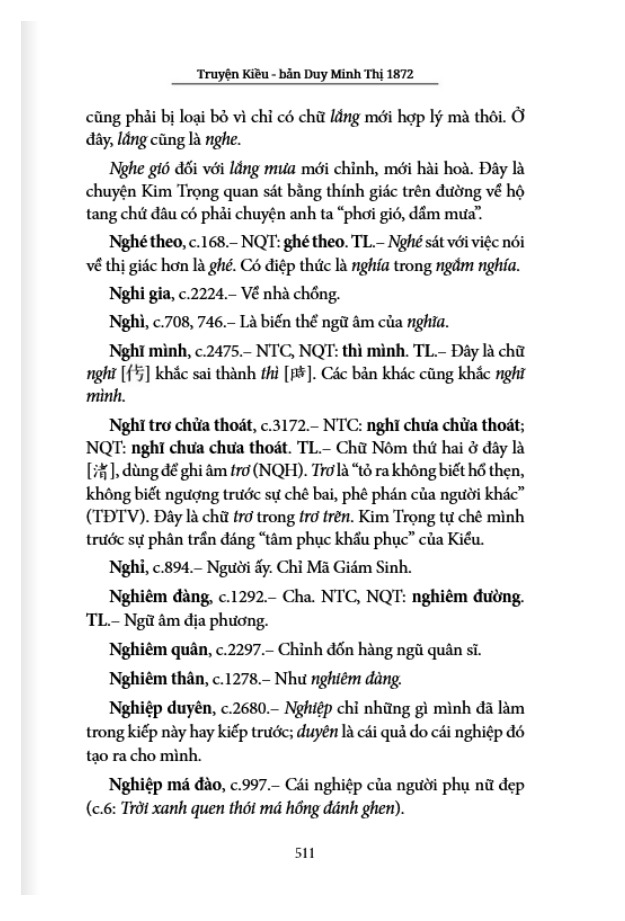 Truyện Kiều - bản Duy Minh Thị 1872
cũng phải bị loại bỏ vì chỉ có chữ lắng mới hợp lý mà thôi. Ở
đây, lắng cũng là nghe.
Nghe gió đối với lắng mưa mới chỉnh, mới hài hoà. Đây là
chuyện Kim Trọng quan sát bằng thính giác trên đường về hộ
tang chứ đâu có phải chuyện anh ta “phơi gió, dầm mưa”.
Nghé theo, c.168.– NQT: ghé theo. TL.– Nghé sát với việc nói
về thị giác hơn là ghé. Có điệp thức là nghía trong ngắm nghía.
Nghi gia, c.2224.– Về nhà chồng.
Nghì, c.708, 746.– Là biến thể ngữ âm của nghĩa.
Nghĩ mình, c.2475.– NTC, NQT: thì mình. TL.– Đây là chữ
nghĩ [] khắc sai thành thì []. Các bản khác cũng khắc nghĩ
mình.
Nghĩ trơ chửa thoát, c.3172.– NTC: nghĩ chưa chửa thoát;
NQT: nghĩ chưa chưa thoát. TL.– Chữ Nôm thứ hai ở đây là
[渚], dùng để ghi âm trơ (NQH). Trơ là “tỏ ra không biết hổ thẹn,
không biết ngượng trước sự chê bai, phê phán của người khác”
(TĐTV). Đây là chữ trơ trong trơ trẽn. Kim Trọng tự chê mình
trước sự phân trần đáng “tâm phục khẩu phục” của Kiều.
Nghỉ, c.894.– Người ấy. Chỉ Mã Giám Sinh.
Nghiêm đàng, c.1292.– Cha. NTC, NQT: nghiêm đường.
TL.– Ngữ âm địa phương.
Nghiêm quân, c.2297.– Chỉnh đốn hàng ngũ quân sĩ.
Nghiêm thân, c.1278.– Như nghiêm đàng.
Nghiệp duyên, c.2680.– Nghiệp chỉ những gì mình đã làm
trong kiếp này hay kiếp trước; duyên là cái quả do cái nghiệp đó
tạo ra cho mình.
Nghiệp má đào, c.997.– Cái nghiệp của người phụ nữ đẹp
(c.6: Trời xanh quen thói má hồng đánh ghen).
511